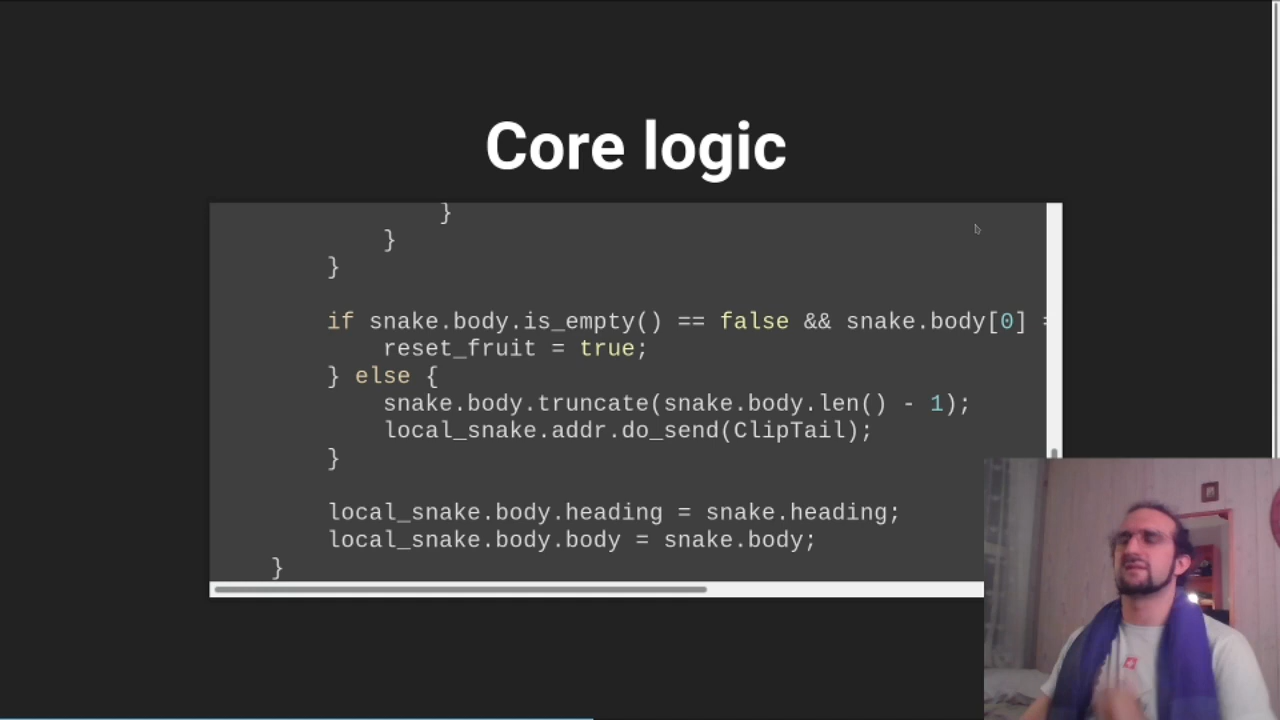 Core logic
}
}
}
if snake.body.is_empty() == false && snake.body[0] =
reset_fruit = true;
} else {
snake.body.truncate(snake.body.len() - 1);
local_snake.addr.do_send(ClipTail);
}
local_snake.body.heading = snake.heading;
local_snake.body.body = snake.body;
}